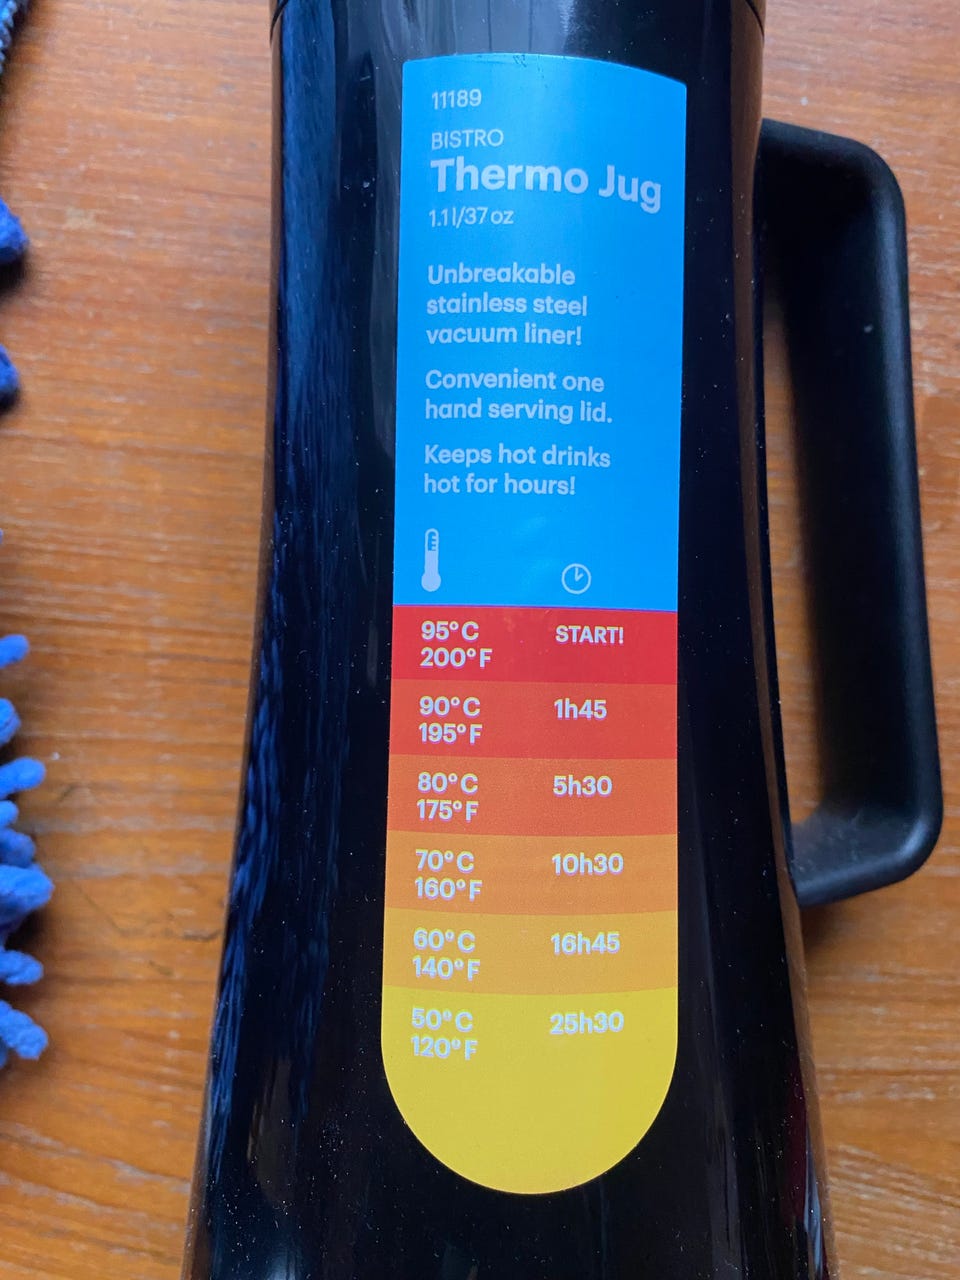 11189
BISTRO
Thermo Jug
1.1l/37 oz
Unbreakable
stainless steel
vacuum liner!
Convenient one
hand serving lid.
Keeps hot drinks
hot for hours!
95°C START!
200°F
90°C 1h45
195°F
80°C 5h30
175°F
70°C 10h30
160°F
60°C 16h45
140°F
50°C 25h30
120°F